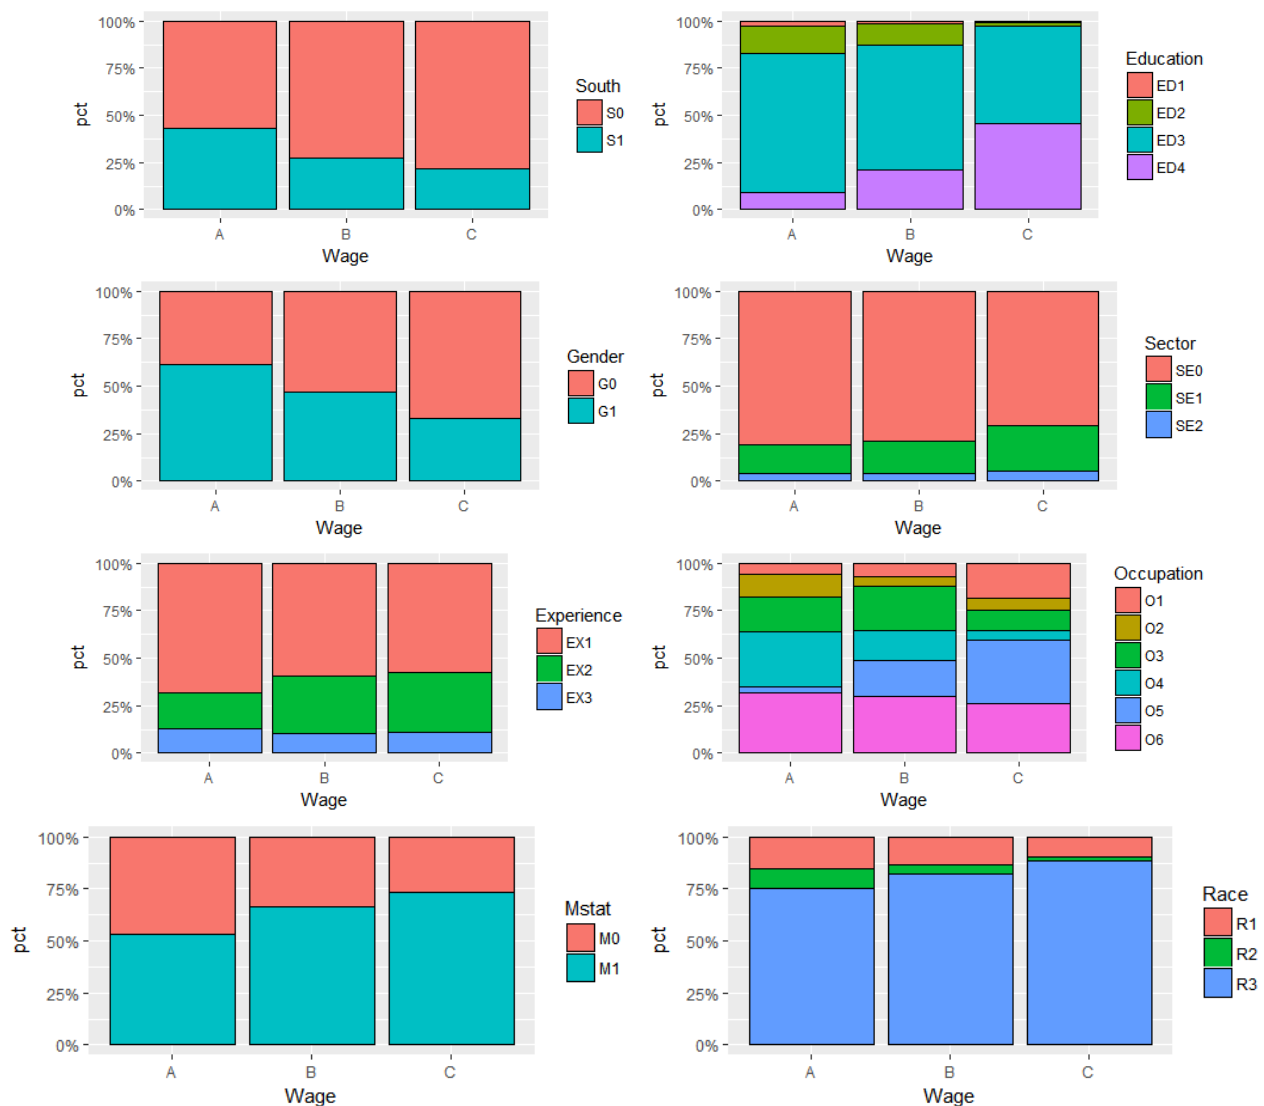 100%
75%
50%
25%
0%
pct
A B C
Wage
South
S0
S1
100%
75%
50%
25%
0%
pct
A B C
Wage
Education
ED1
ED2
ED3
ED4
100%
75%
50%
25%
0%
pct
A B C
Wage
Gender
G0
G1
100%
75%
50%
25%
0%
pct
A B C
Wage
Sector
SE0
SE1
SE2
100%
75%
50%
25%
0%
pct
A B C
Wage
Experience
EX1
EX2
EX3
100%
75%
50%
25%
0%
pct
A B C
Wage
Occupation
O1
O2
O3
O4
O5
O6
100%
75%
50%
25%
0%
pct
A B C
Wage
Mstat
M0
M1
100%
75%
50%
25%
0%
pct
A B C
Wage
Race
R1
R2
R3